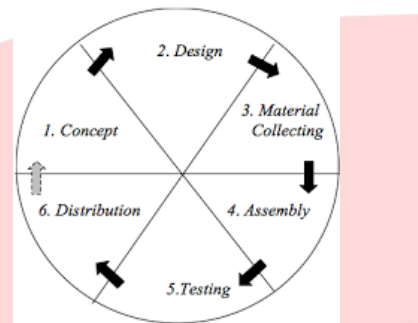 1. Concept
2. Design
3. Material
Collecting
4. Assembly
5.Testing
6. Distribution